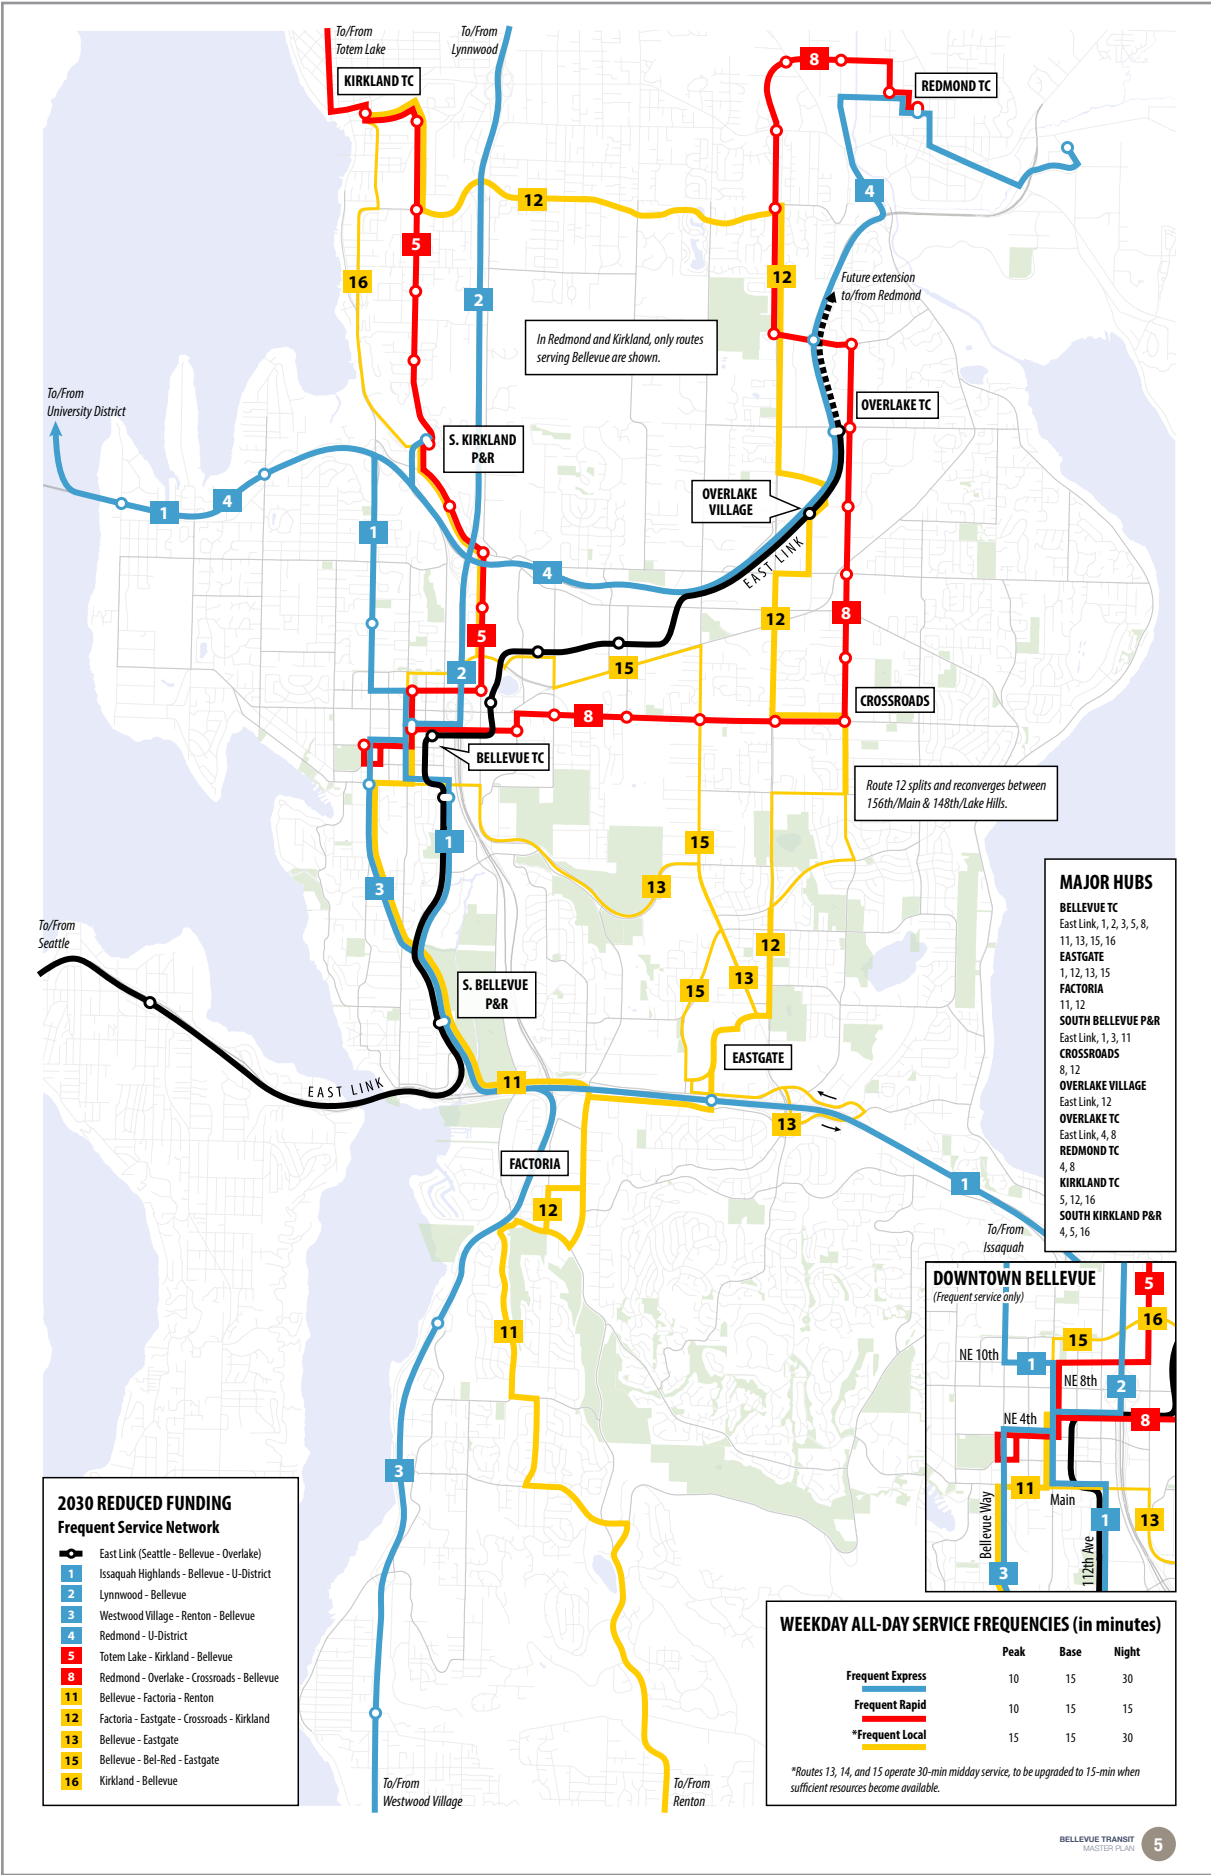 To/From
Totem Lake
To/From
Lynnwood
KIRKLAND TC
8
REDMOND TC
4
12
5
16
2
12
Future extension
to/from Redmond
In Redmond and Kirkland, only routes
serving Bellevue are shown.
To/From
University District
OVERLAKE TC
S. KIRKLAND
P&R
OVERLAKE
VILLAGE
1
4
1
EAST LINK
4
12
8
5
2
15
CROSSROADS
8
BELLEVUE TC
Route 12 splits and reconverges between
156th/Main & 148th/Lake Hills.
1
15
3
13
To/From
Seattle
12
13
15
S. BELLEVUE
P&R
EASTGATE
EAST LINK
11
13
FACTORIA
1
12
To/From
Issaquah
11
3
To/From
Westwood Village
To/From
Renton
MAJOR HUBS
BELLEVUE TC
East Link, 1, 2, 3, 5, 8,
11, 13, 15, 16
EASTGATE
1, 12, 13, 15
FACTORIA
11, 12
SOUTH BELLEVUE P&R
East Link, 1, 3, 11
CROSSROADS
8, 12
OVERLAKE VILLAGE
East Link, 12
OVERLAKE TC
East Link, 4, 8
REDMOND TC
4, 8
KIRKLAND TC
5, 12, 16
SOUTH KIRKLAND P&R
4, 5, 16
DOWNTOWN BELLEVUE
(Frequent service only)
5
16
15
NE 10th
1
NE 8th
2
NE 4th
8
11
Main
Bellevue Way
1
13
112th Ave
3
2030 REDUCED FUNDING
Frequent Service Network
East Link (Seattle - Bellevue - Overlake)
1 Issaquah Highlands - Bellevue - U-District
2 Lynnwood - Bellevue
3 Westwood Village - Renton - Bellevue
4 Redmond - U-District
5 Totem Lake - Kirkland - Bellevue
8 Redmond - Overlake - Crossroads - Bellevue
11 Bellevue - Factoria - Renton
12 Factoria - Eastgate - Crossroads - Kirkland
13 Bellevue - Eastgate
15 Bellevue - Bel-Red - Eastgate
16 Kirkland - Bellevue
WEEKDAY ALL-DAY SERVICE FREQUENCIES (in minutes)
Peak Base Night
Frequent Express 10 15 30
Frequent Rapid 10 15 15
*Frequent Local 15 15 30
*Routes 13, 14, and 15 operate 30-min midday service, to be upgraded to 15-min when
sufficient resources become available.
BELLEVUE TRANSIT
MASTER PLAN
5